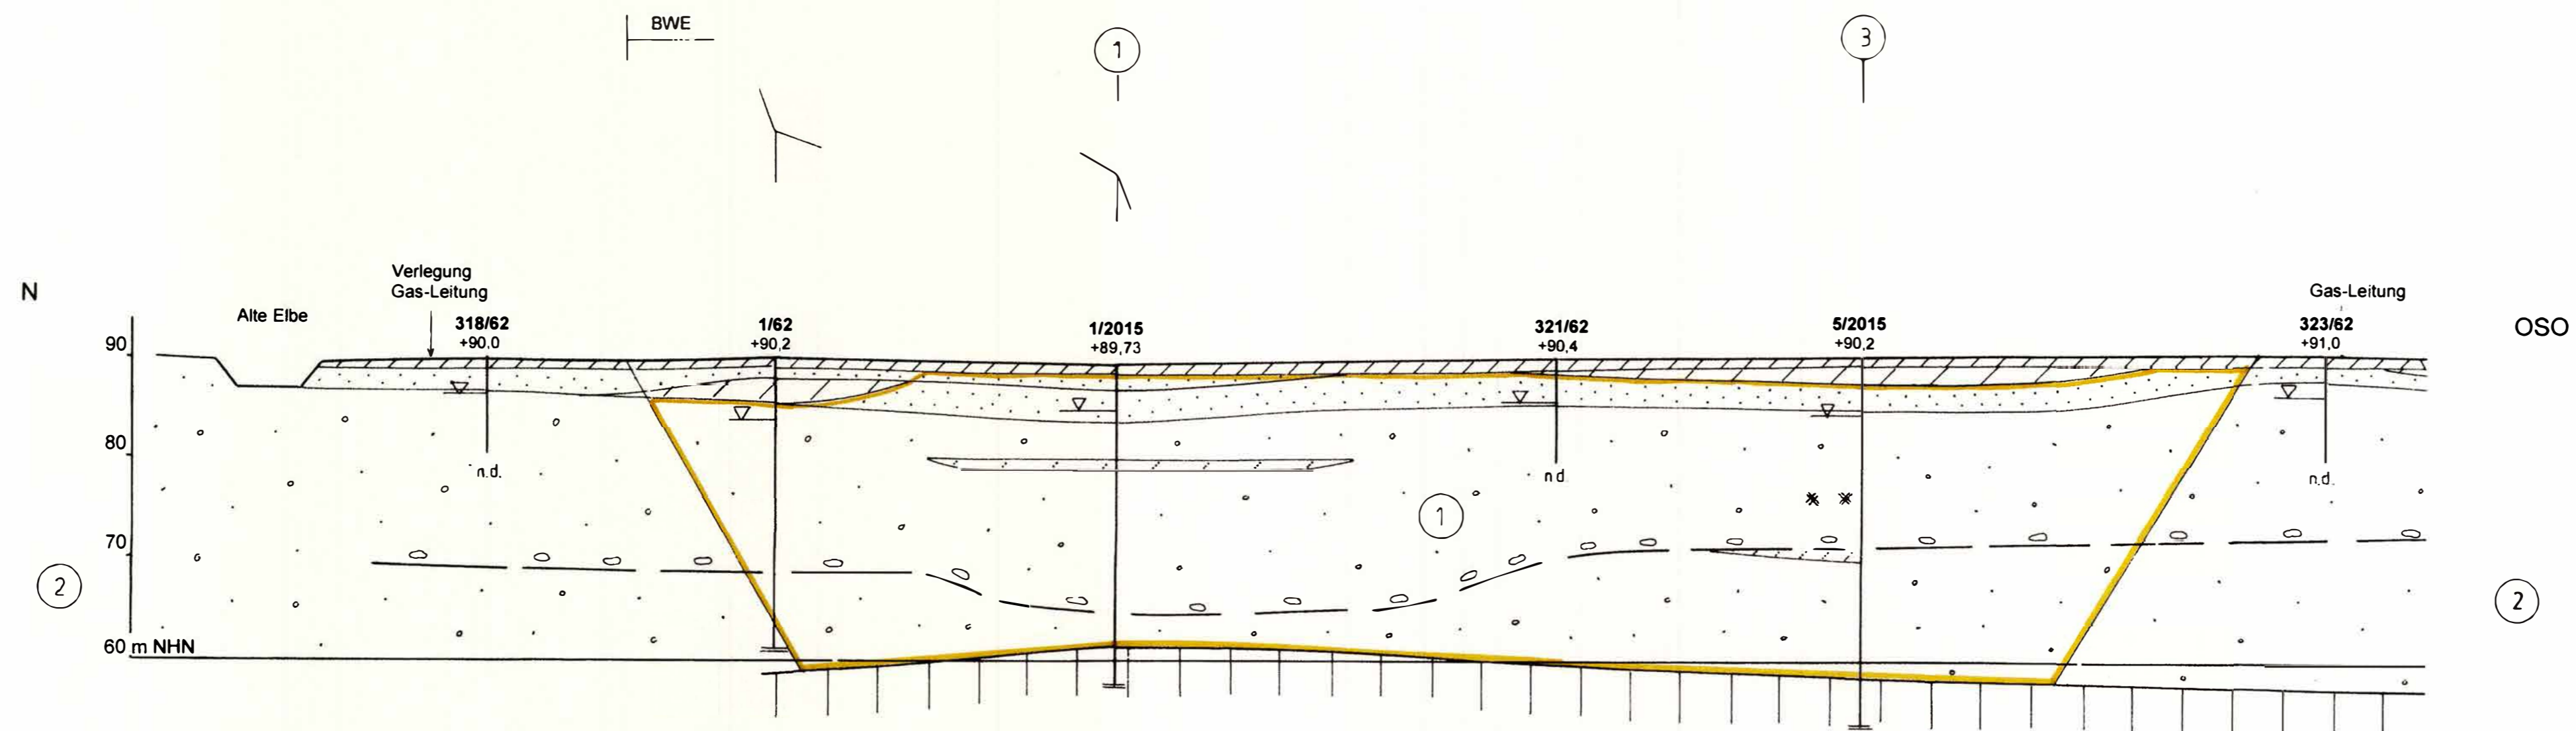 BWE
1
3
N
Alte Elbe
Verlegung
Gas-Leitung
318/62
+90,0
1/62
+90,2
1/2015
+89,73
321/62
+90,4
5/2015
+90,2
Gas-Leitung
323/62
+91,0
OSO
90
80
70
60 m NHN
n.d.
n.d
n.d.
1
2
2